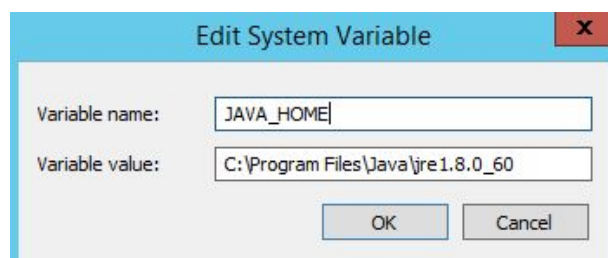 Edit System Variable
x
Variable name: JAVA_HOME
Variable value: C:\Program Files\Java\jre1.8.0_60
OK Cancel